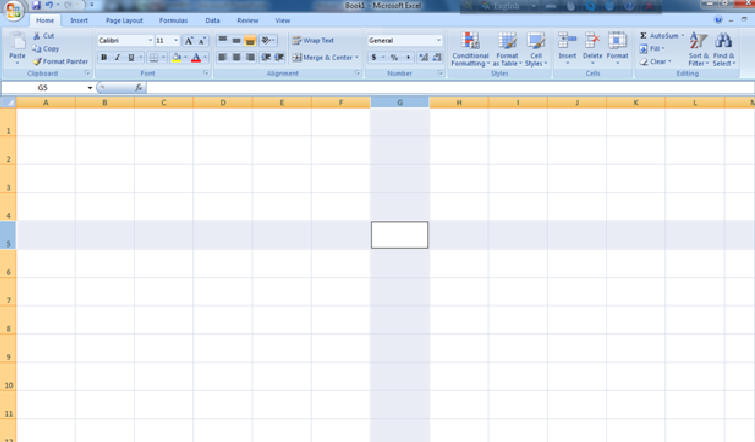 Book1 - Microsoft Excel
English
Home Insert Page Layout Formulas Data Review View
Paste
Cut
Copy
Format Painter
Clipboard
Calibri 11 A A
B I U A
Font
Wrap Text
Merge & Center
Alignment
General
$ % ,
Number
Conditional Formatting
Format as Table
Cell Styles
Styles
Insert Delete Format
Cells
Σ AutoSum
Fill
Clear
Sort & Filter
Find & Select
Editing
G5 fx
A B C D E F G H I J K L
1
2
3
4
5
6
7
8
9
10
11